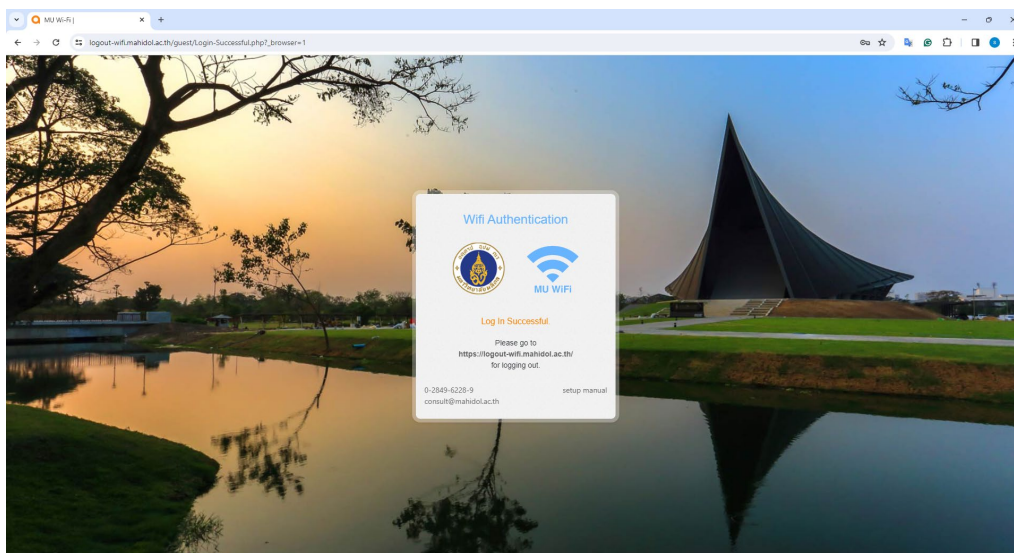 MU Wi-Fi |
logout-wifi.mahidol.ac.th/guest/Login-Successful.php?_browser=1
Wifi Authentication
MU WiFi
Log In Successful
Please go to
https://logout-wifi.mahidol.ac.th/
for logging out.
0-2849-6228-9
setup manual
consult@mahidol.ac.th